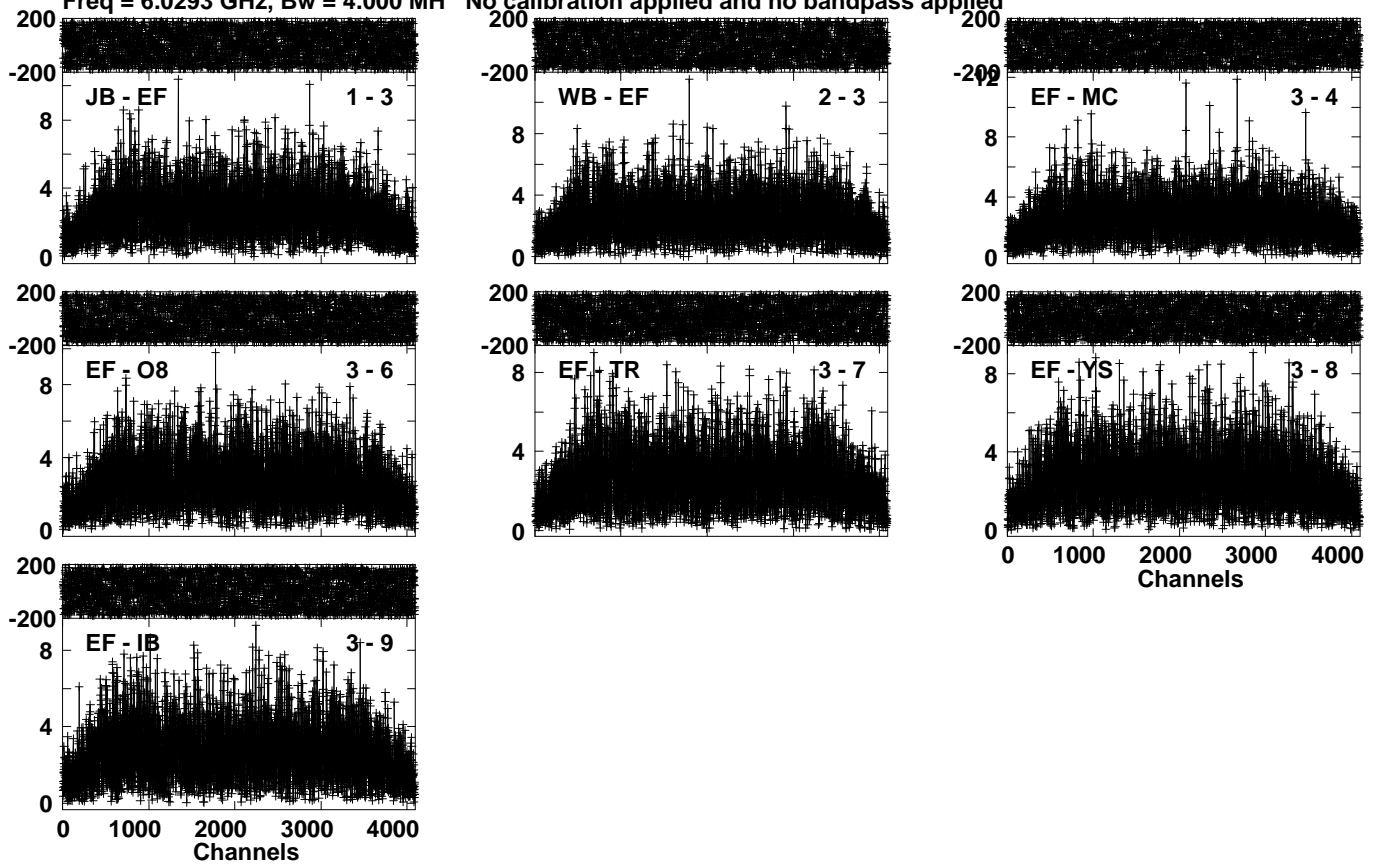 Freq = 6.0293 GHz, Bw = 4.000 MH No calibration applied and no bandpass applied
200 200 200
-200 -200 -200
12
JB - EF 1 - 3 WB - EF 2 - 3 EF - MC 3 - 4
8 8 8
4 4 4
0 0 0
200 200 200
-200 -200 -200
EF - O8 3 - 6 EF - TR 3 - 7 EF - YS 3 - 8
8 8 8
4 4 4
0 0 0
0 1000 2000 3000 4000
Channels
200
-200
EF - IB 3 - 9
8
4
0
0 1000 2000 3000 4000
Channels